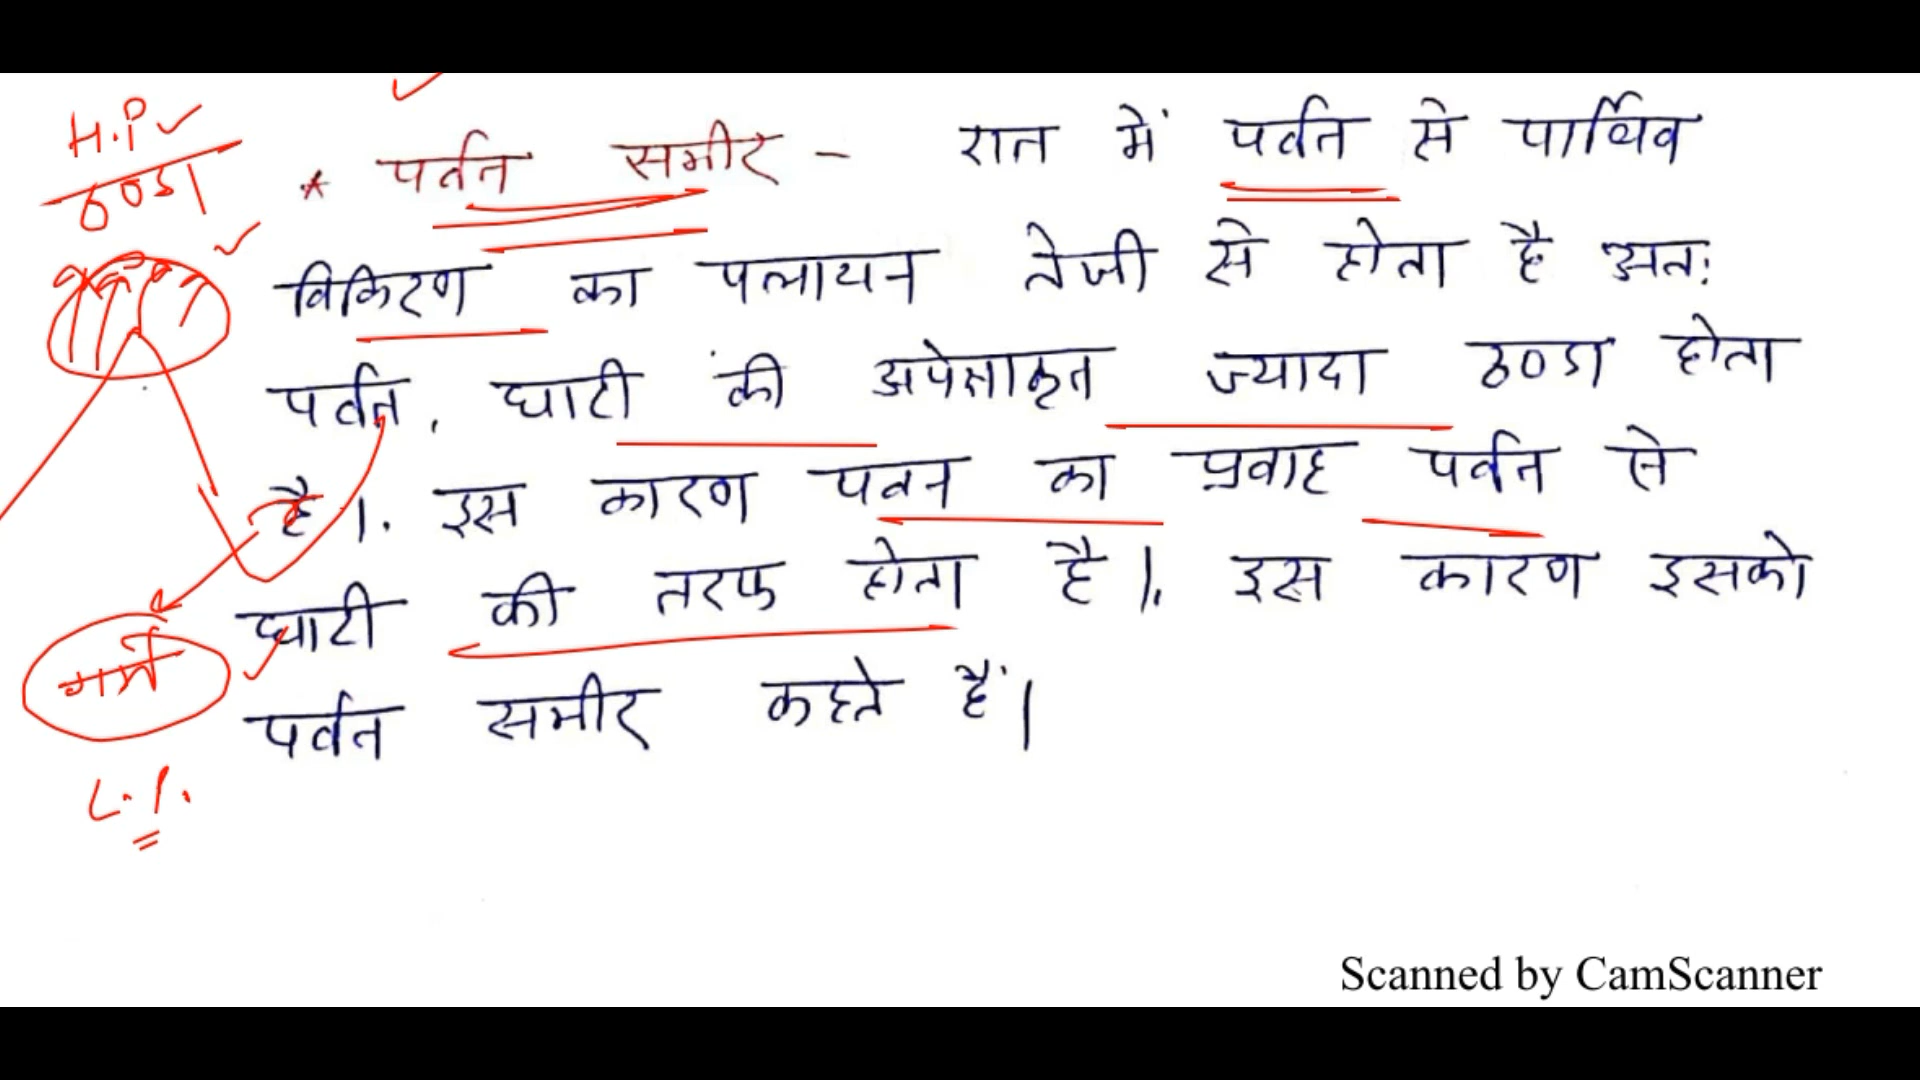 H.P
ठण्डा
* पर्वत समीर - रात में पर्वत से पार्थिव
विकिरण का पलायन तेजी से होता है अतः
पर्वत, घाटी की अपेक्षाकृत ज्यादा ठण्डा होता
है। इस कारण पवन का प्रवाह पर्वत से
घाटी की तरफ होता है। इस कारण इसको
गर्म
पर्वत समीर कहते हैं।
L.P.
Scanned by CamScanner